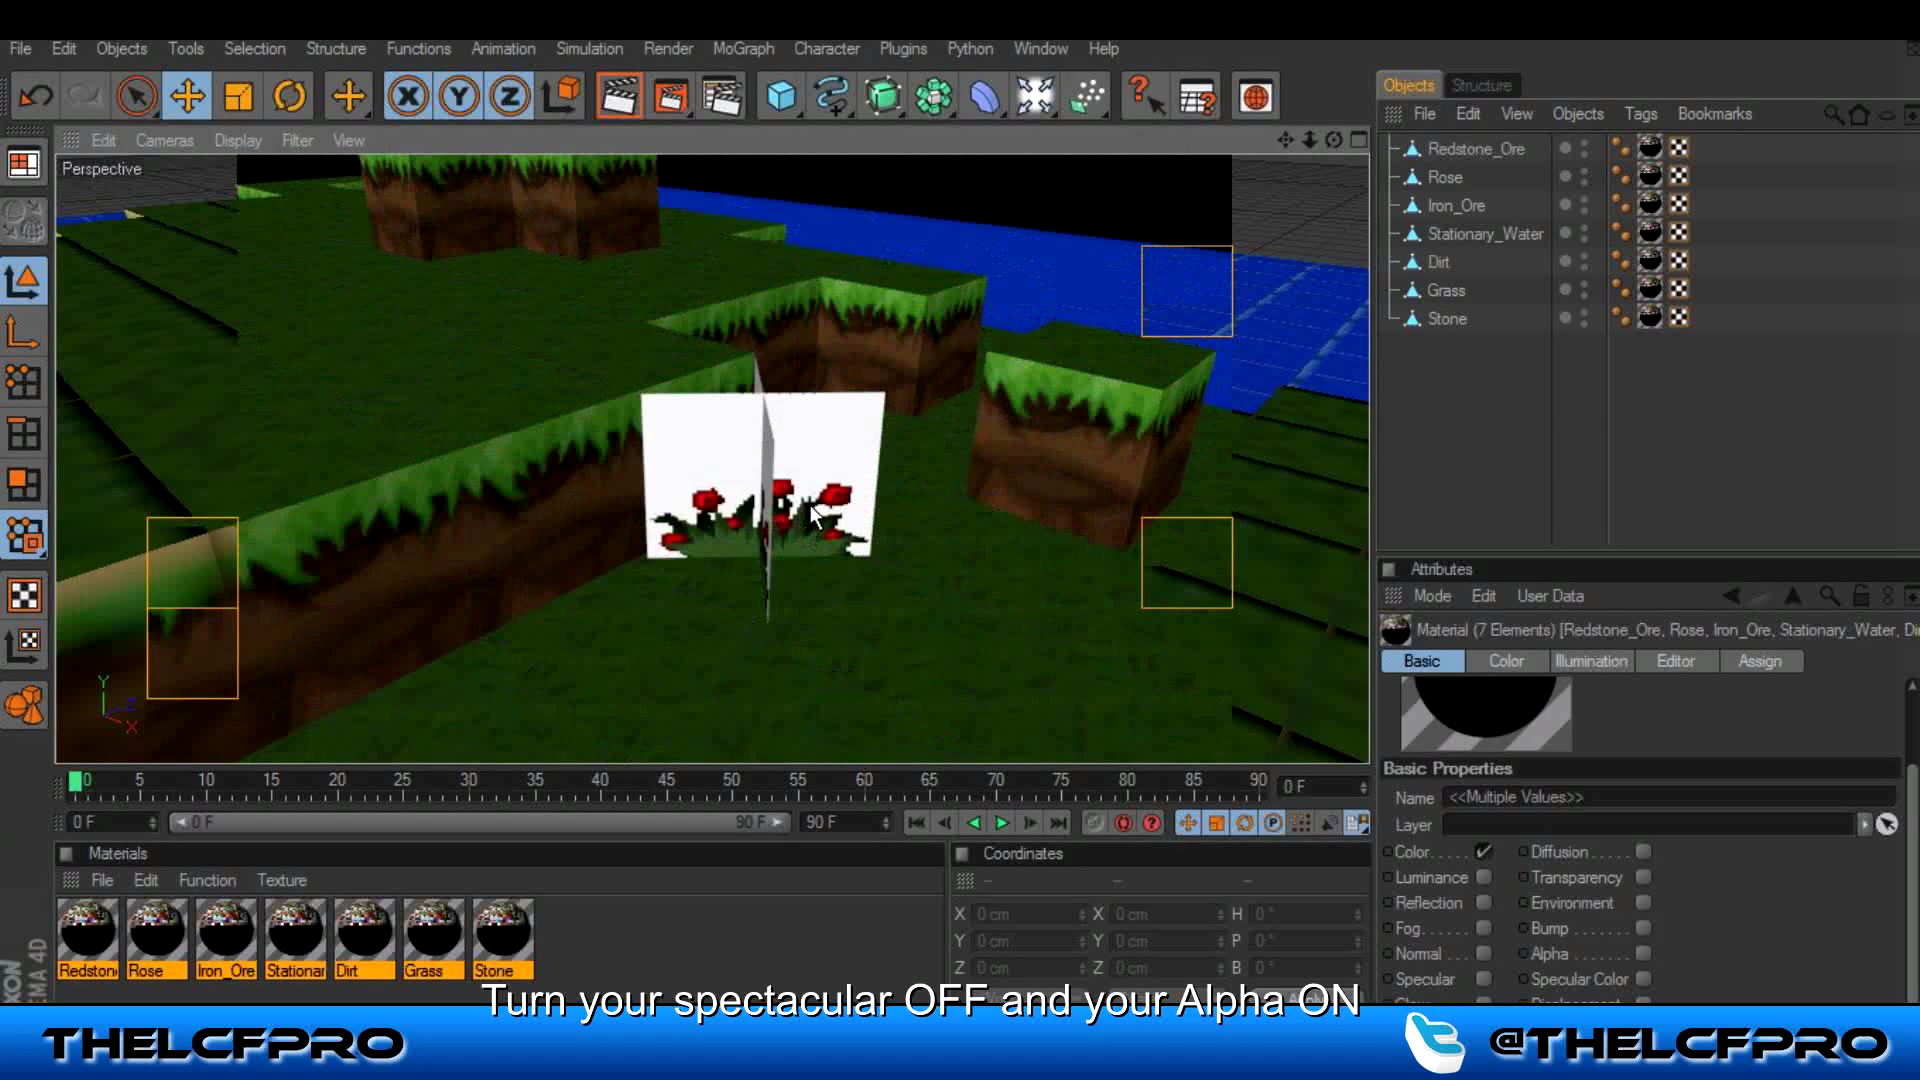 File Edit Objects Tools Selection Structure Functions Animation Simulation Render MoGraph Character Plugins Python Window Help
Objects Structure
File Edit View Objects Tags Bookmarks
Edit Cameras Display Filter View
Perspective
Redstone_Ore
Rose
Iron_Ore
Stationary_Water
Dirt
Grass
Stone
Attributes
Mode Edit User Data
Material (7 Elements) [Redstone_Ore, Rose, Iron_Ore, Stationary_Water, Di
Basic Color Illumination Editor Assign
Basic Properties
Name <<Multiple Values>>
Layer
Color Diffusion
Luminance Transparency
Reflection Environment
Fog Bump
Normal Alpha
Specular Specular Color
Y
Z
X
0 5 10 15 20 25 30 35 40 45 50 55 60 65 70 75 80 85 90 0 F
0 F 0 F 90 F 90 F
Materials
File Edit Function Texture
Redston Rose Iron_Ore Stationar Dirt Grass Stone
Coordinates
X 0 cm X 0 cm H 0 °
Y 0 cm Y 0 cm P 0 °
Z 0 cm Z 0 cm B 0 °
XON
EMA 4D
Turn your spectacular OFF and your Alpha ON
THELCFPRO @THELCFPRO